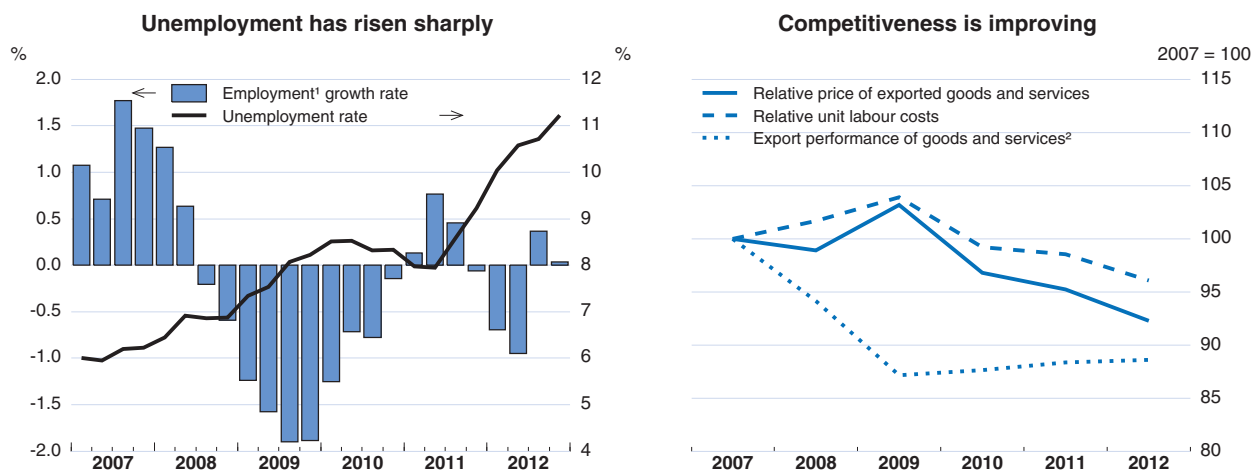 Unemployment has risen sharply
%
%
2.0
1.5
1.0
0.5
0.0
-0.5
-1.0
-1.5
-2.0
Employment¹ growth rate
Unemployment rate
12
11
10
9
8
7
6
5
4
2007 2008 2009 2010 2011 2012
Competitiveness is improving
2007 = 100
Relative price of exported goods and services
Relative unit labour costs
Export performance of goods and services²
115
110
105
100
95
90
85
80
2007 2008 2009 2010 2011 2012